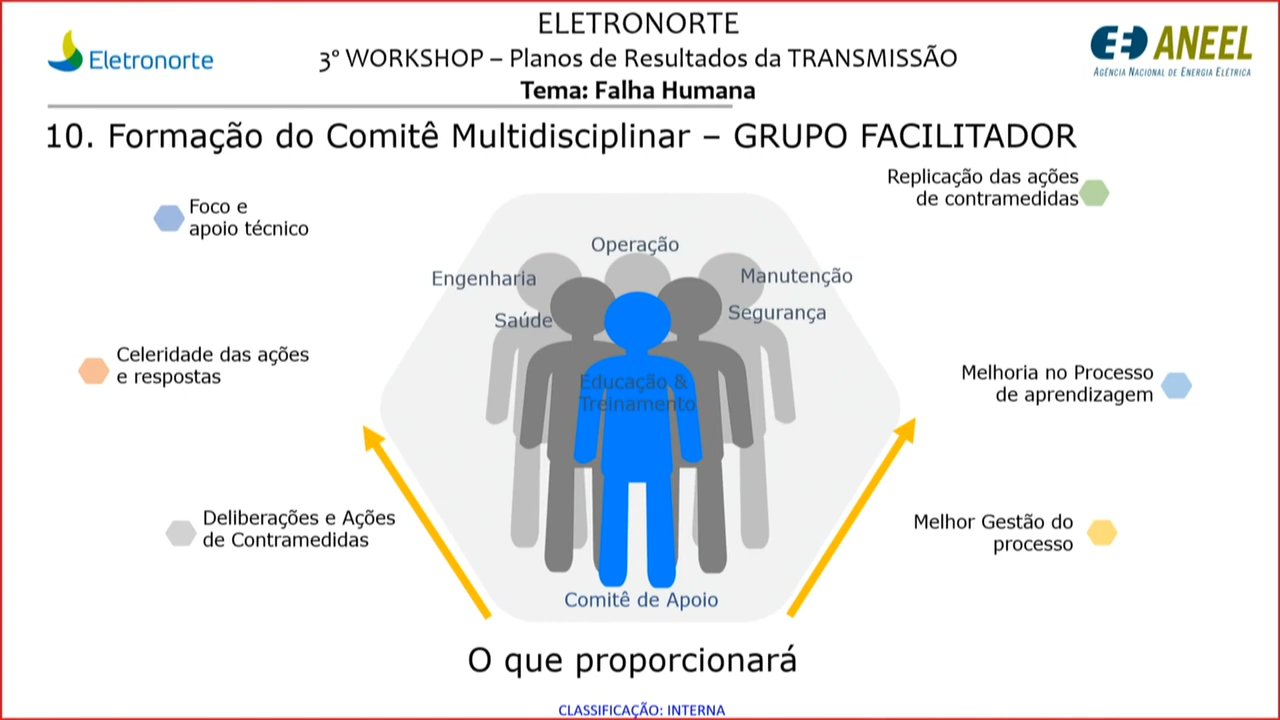 ELETRONORTE
Eletronorte
3° WORKSHOP – Planos de Resultados da TRANSMISSÃO
ANEEL
AGÊNCIA NACIONAL DE ENERGIA ELÉTRICA
Tema: Falha Humana
10. Formação do Comitê Multidisciplinar – GRUPO FACILITADOR
Foco e
apoio técnico
Celeridade das ações
e respostas
Deliberações e Ações
de Contramedidas
Operação
Engenharia
Manutenção
Saúde
Segurança
Educação &
Treinamento
Comitê de Apoio
Replicação das ações
de contramedidas
Melhoria no Processo
de aprendizagem
Melhor Gestão do
processo
O que proporcionará
CLASSIFICAÇÃO: INTERNA